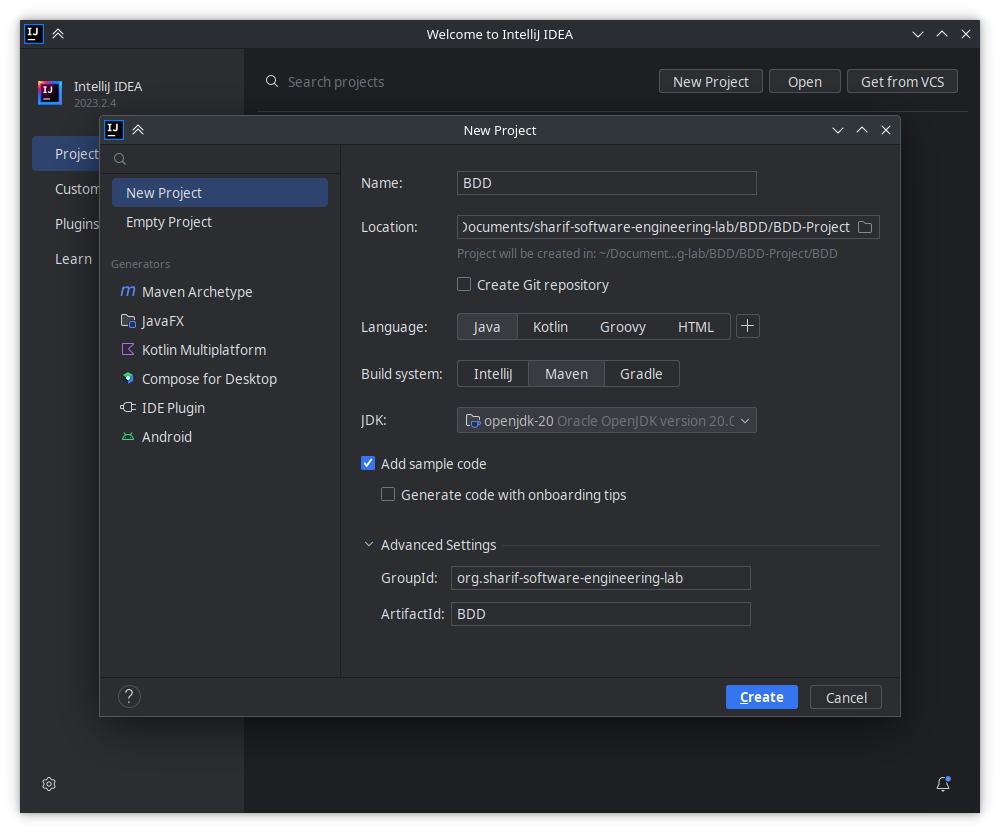 Welcome to IntelliJ IDEA
IntelliJ IDEA
2023.2.4
Search projects
New Project
Open
Get from VCS
Project
Custom
Plugins
Learn
New Project
New Project
Empty Project
Generators
Maven Archetype
JavaFX
Kotlin Multiplatform
Compose for Desktop
IDE Plugin
Android
Name: BDD
Location: Documents/sharif-software-engineering-lab/BDD/BDD-Project
Project will be created in: ~/Document...g-lab/BDD/BDD-Project/BDD
Create Git repository
Language: Java Kotlin Groovy HTML
Build system: IntelliJ Maven Gradle
JDK: openjdk-20 Oracle OpenJDK version 20.0
Add sample code
Generate code with onboarding tips
Advanced Settings
GroupId: org.sharif-software-engineering-lab
ArtifactId: BDD
?
Create
Cancel